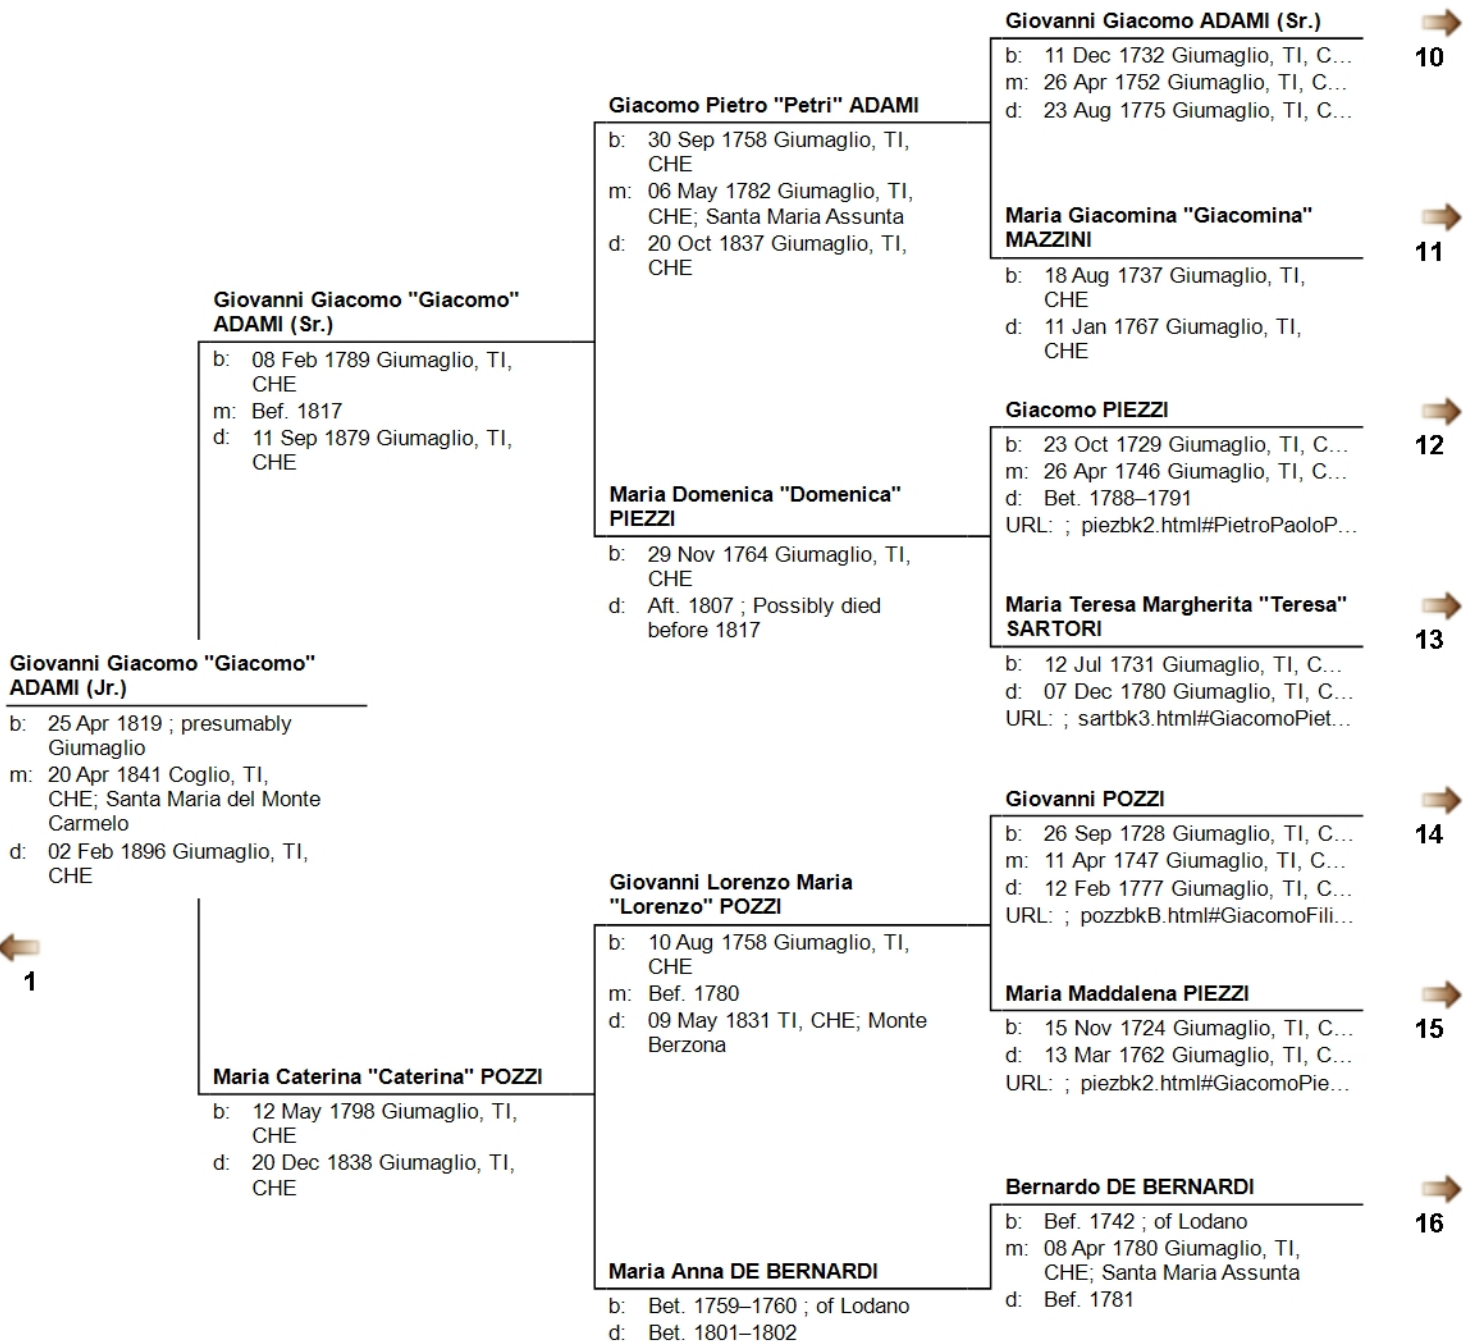 Giovanni Giacomo ADAMI (Sr.)
b: 11 Dec 1732 Giumaglio, TI, C...
m: 26 Apr 1752 Giumaglio, TI, C...
d: 23 Aug 1775 Giumaglio, TI, C...
10
Giacomo Pietro "Petri" ADAMI
b: 30 Sep 1758 Giumaglio, TI,
CHE
m: 06 May 1782 Giumaglio, TI,
CHE; Santa Maria Assunta
d: 20 Oct 1837 Giumaglio, TI,
CHE
Maria Giacomina "Giacomina"
MAZZINI
b: 18 Aug 1737 Giumaglio, TI,
CHE
d: 11 Jan 1767 Giumaglio, TI,
CHE
11
Giovanni Giacomo "Giacomo"
ADAMI (Sr.)
b: 08 Feb 1789 Giumaglio, TI,
CHE
m: Bef. 1817
d: 11 Sep 1879 Giumaglio, TI,
CHE
Giacomo PIEZZI
b: 23 Oct 1729 Giumaglio, TI, C...
m: 26 Apr 1746 Giumaglio, TI, C...
d: Bet. 1788–1791
URL: ; piezbk2.html#PietroPaoloP...
12
Maria Domenica "Domenica"
PIEZZI
b: 29 Nov 1764 Giumaglio, TI,
CHE
d: Aft. 1807 ; Possibly died
before 1817
Maria Teresa Margherita "Teresa"
SARTORI
b: 12 Jul 1731 Giumaglio, TI, C...
d: 07 Dec 1780 Giumaglio, TI, C...
URL: ; sartbk3.html#GiacomoPiet...
13
Giovanni Giacomo "Giacomo"
ADAMI (Jr.)
b: 25 Apr 1819 ; presumably
Giumaglio
m: 20 Apr 1841 Coglio, TI,
CHE; Santa Maria del Monte
Carmelo
d: 02 Feb 1896 Giumaglio, TI,
CHE
1
Giovanni POZZI
b: 26 Sep 1728 Giumaglio, TI, C...
m: 11 Apr 1747 Giumaglio, TI, C...
d: 12 Feb 1777 Giumaglio, TI, C...
URL: ; pozzbkB.html#GiacomoFili...
14
Giovanni Lorenzo Maria
"Lorenzo" POZZI
b: 10 Aug 1758 Giumaglio, TI,
CHE
m: Bef. 1780
d: 09 May 1831 TI, CHE; Monte
Berzona
Maria Maddalena PIEZZI
b: 15 Nov 1724 Giumaglio, TI, C...
d: 13 Mar 1762 Giumaglio, TI, C...
URL: ; piezbk2.html#GiacomoPie...
15
Maria Caterina "Caterina" POZZI
b: 12 May 1798 Giumaglio, TI,
CHE
d: 20 Dec 1838 Giumaglio, TI,
CHE
Bernardo DE BERNARDI
b: Bef. 1742 ; of Lodano
m: 08 Apr 1780 Giumaglio, TI,
CHE; Santa Maria Assunta
d: Bef. 1781
16
Maria Anna DE BERNARDI
b: Bet. 1759–1760 ; of Lodano
d: Bet. 1801–1802